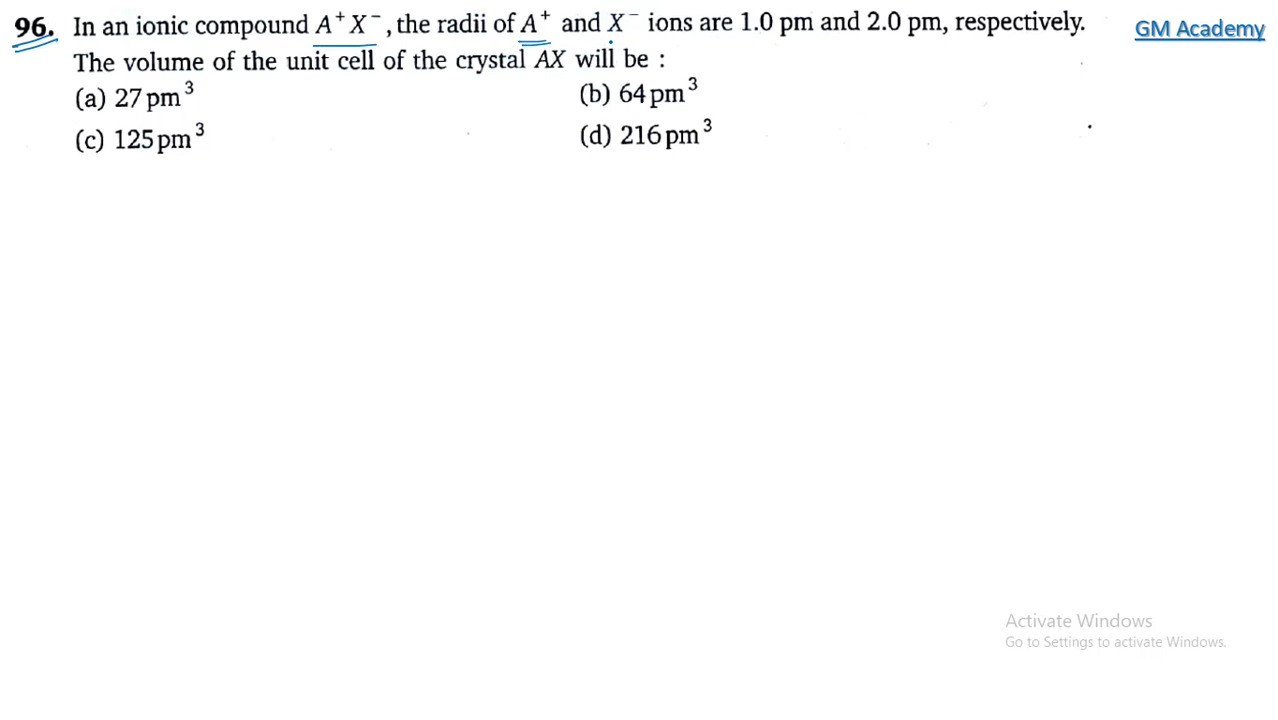 96. In an ionic compound A⁺ X⁻, the radii of A⁺ and X⁻ ions are 1.0 pm and 2.0 pm, respectively.
GM Academy
The volume of the unit cell of the crystal AX will be :
(a) 27 pm³ (b) 64 pm³
(c) 125 pm³ (d) 216 pm³
Activate Windows
Go to Settings to activate Windows.